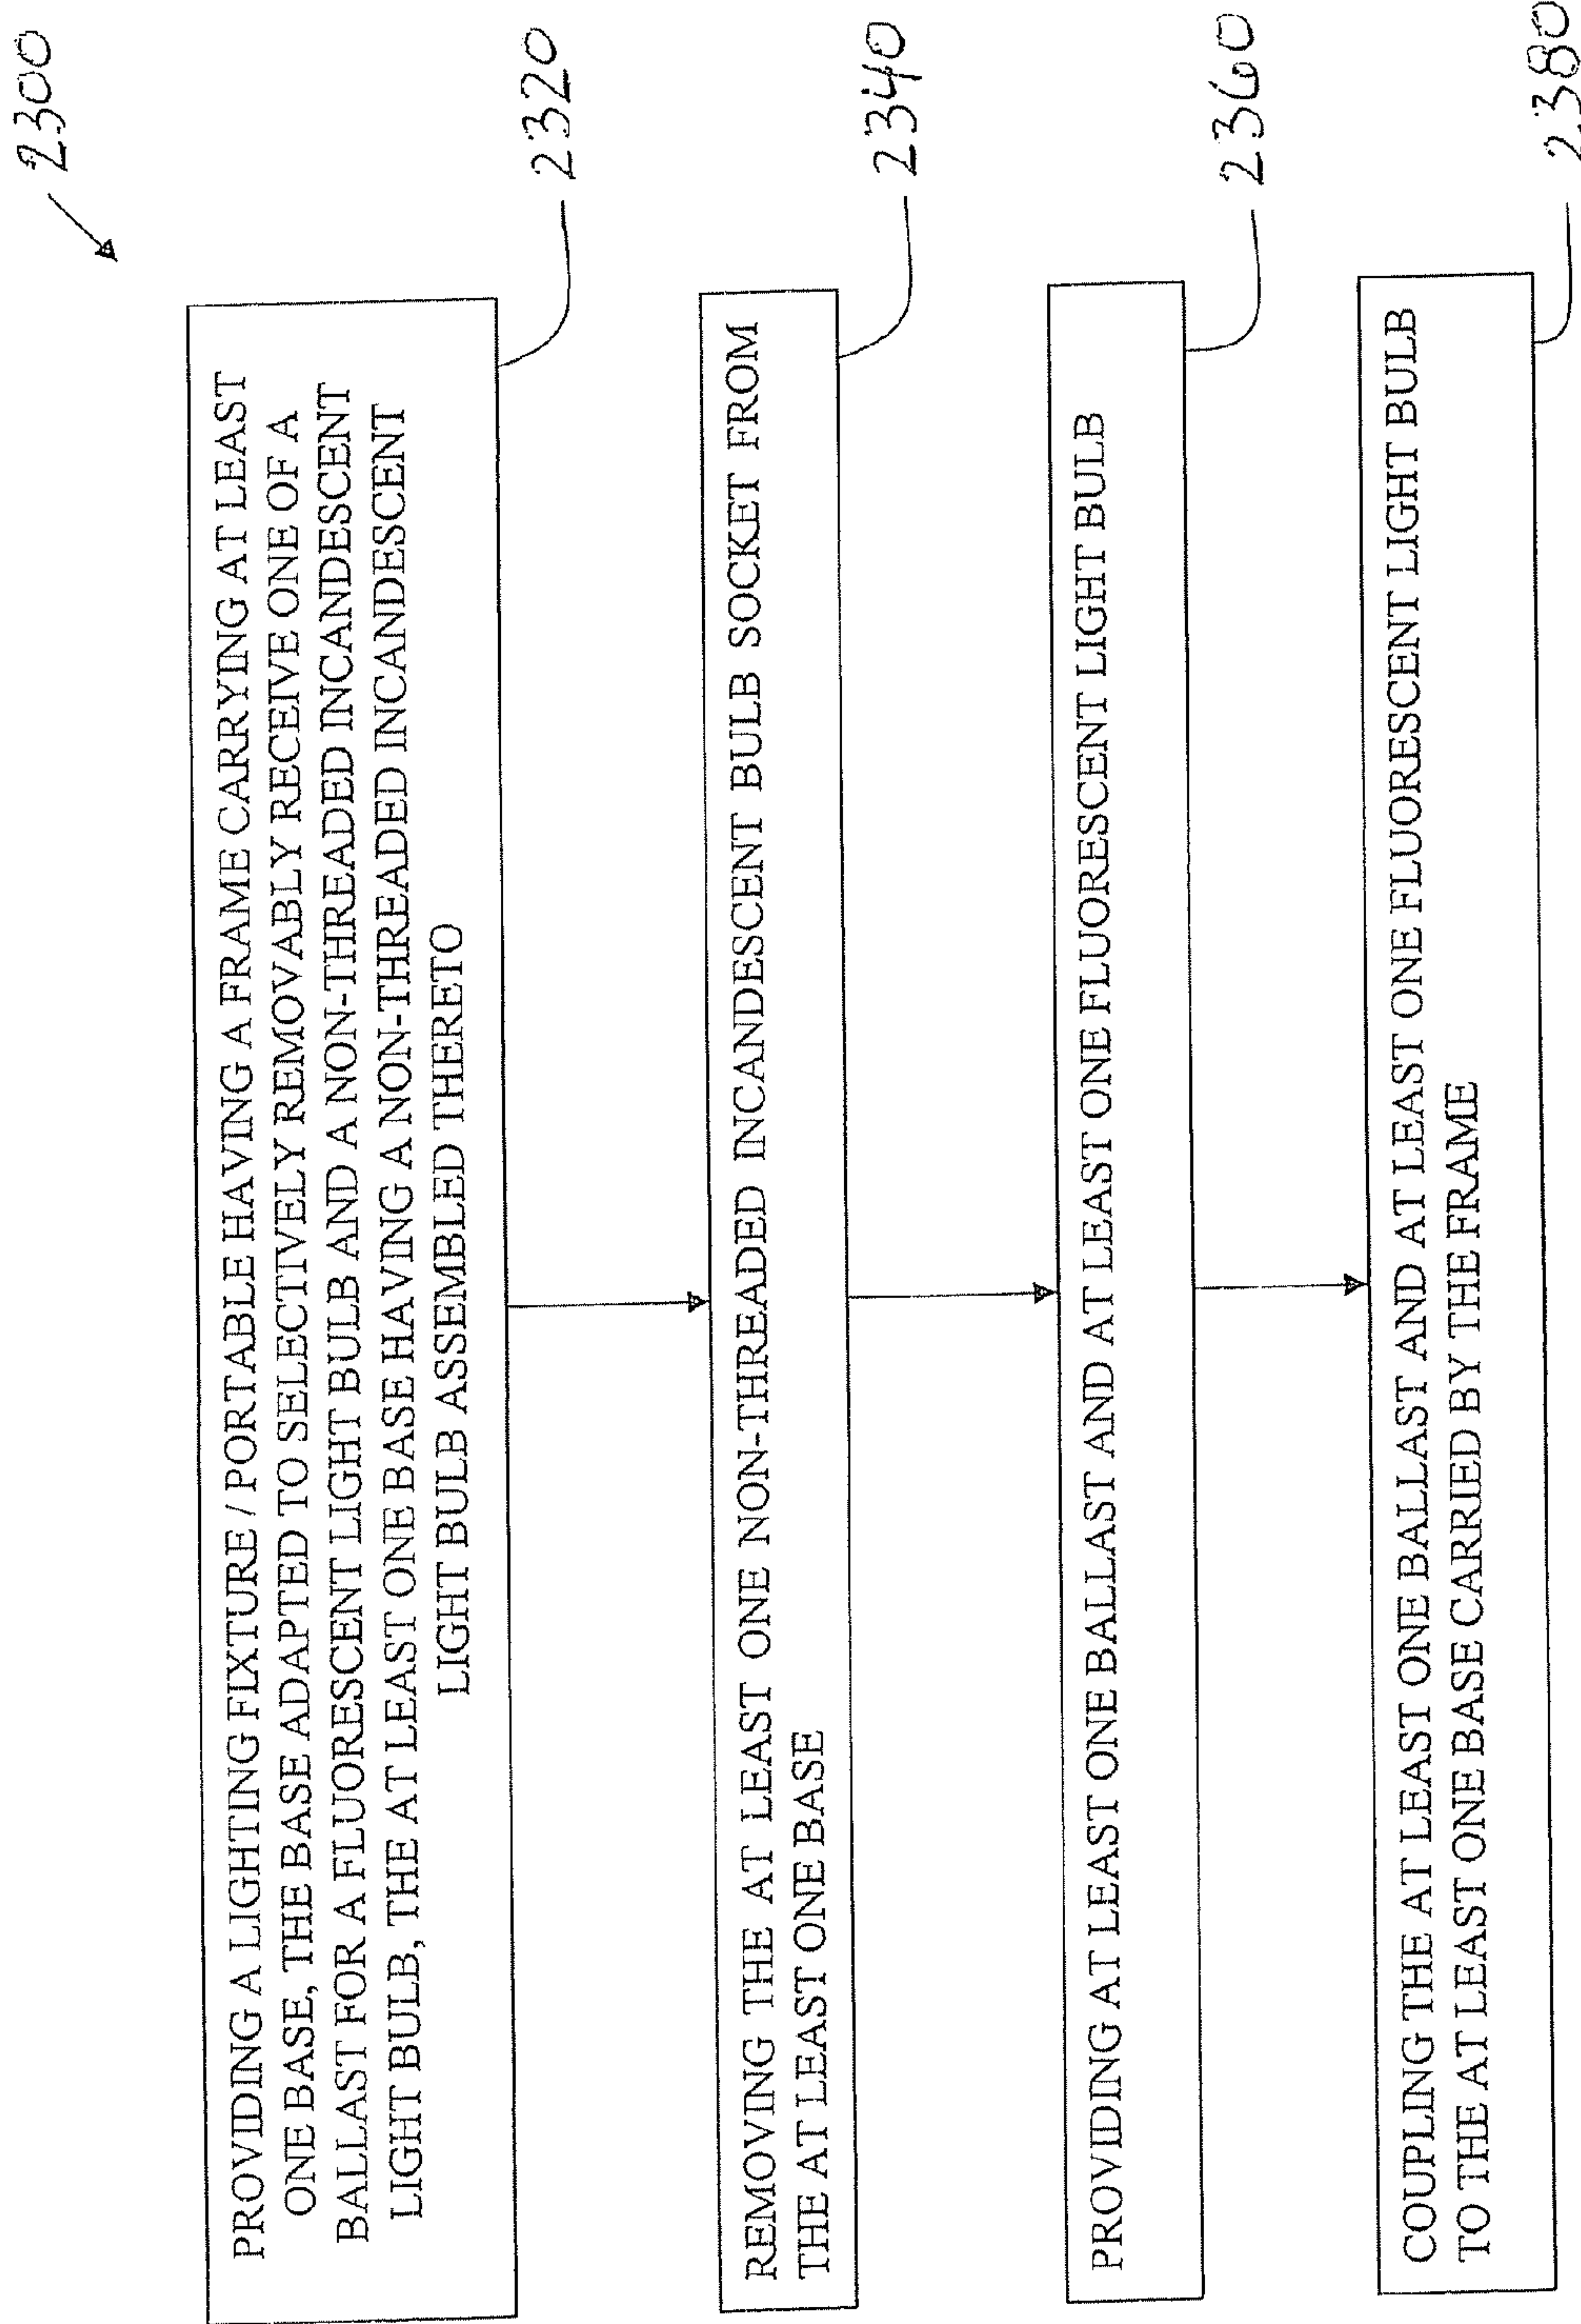 2300
PROVIDING A LIGHTING FIXTURE / PORTABLE HAVING A FRAME CARRYING AT LEAST
ONE BASE, THE BASE ADAPTED TO SELECTIVELY REMOVABLY RECEIVE ONE OF A
BALLAST FOR A FLUORESCENT LIGHT BULB AND A NON-THREADED INCANDESCENT
LIGHT BULB, THE AT LEAST ONE BASE HAVING A NON-THREADED INCANDESCENT
LIGHT BULB ASSEMBLED THERETO
2320
REMOVING THE AT LEAST ONE NON-THREADED INCANDESCENT BULB SOCKET FROM
THE AT LEAST ONE BASE
2340
PROVIDING AT LEAST ONE BALLAST AND AT LEAST ONE FLUORESCENT LIGHT BULB
2360
COUPLING THE AT LEAST ONE BALLAST AND AT LEAST ONE FLUORESCENT LIGHT BULB
TO THE AT LEAST ONE BASE CARRIED BY THE FRAME
2380